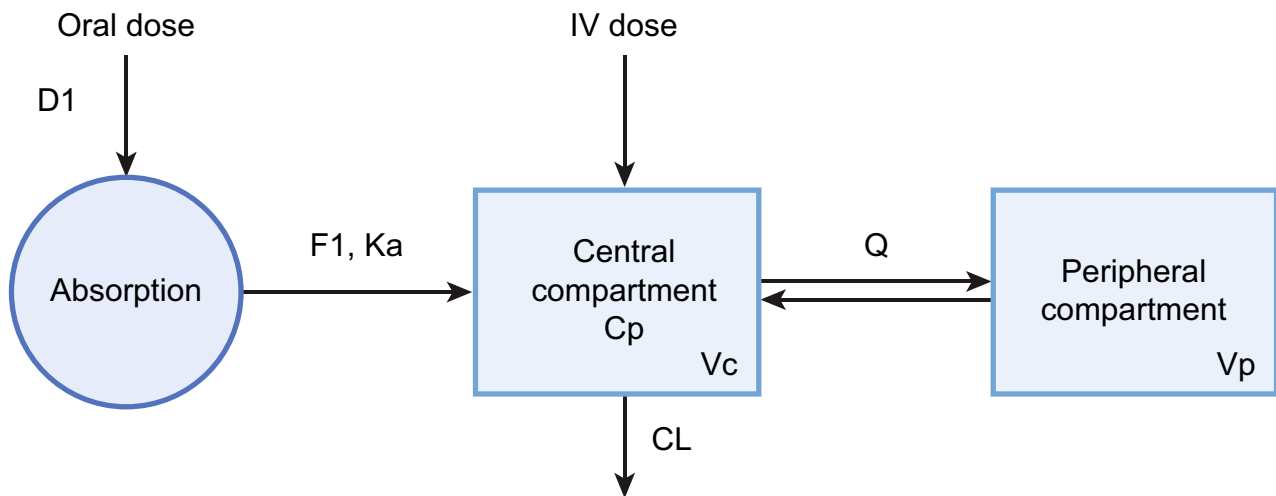 Oral dose
IV dose
D1
F1, Ka
Q
Absorption
Central
compartment
Cp
Vc
Peripheral
compartment
Vp
CL